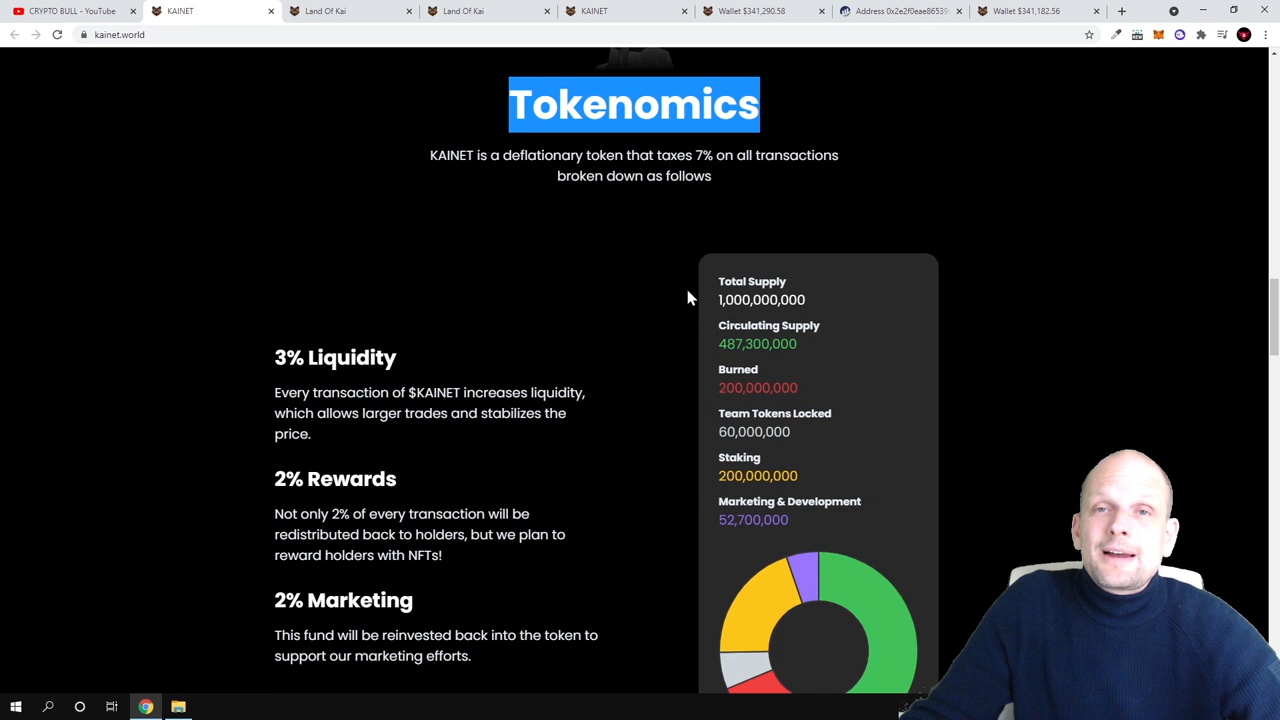 CRYPTO BULL - YouTube
KAINET
Land Of Kai
Land Of Kai
KAINET
Wallet $341,290.58
Address 0x2e2f0eae86539
Wallet $341,182.56
kainet.world
Tokenomics
KAINET is a deflationary token that taxes 7% on all transactions
broken down as follows
3% Liquidity
Every transaction of $KAINET increases liquidity,
which allows larger trades and stabilizes the
price.
2% Rewards
Not only 2% of every transaction will be
redistributed back to holders, but we plan to
reward holders with NFTs!
2% Marketing
This fund will be reinvested back into the token to
support our marketing efforts.
Total Supply
1,000,000,000
Circulating Supply
487,300,000
Burned
200,000,000
Team Tokens Locked
60,000,000
Staking
200,000,000
Marketing & Development
52,700,000